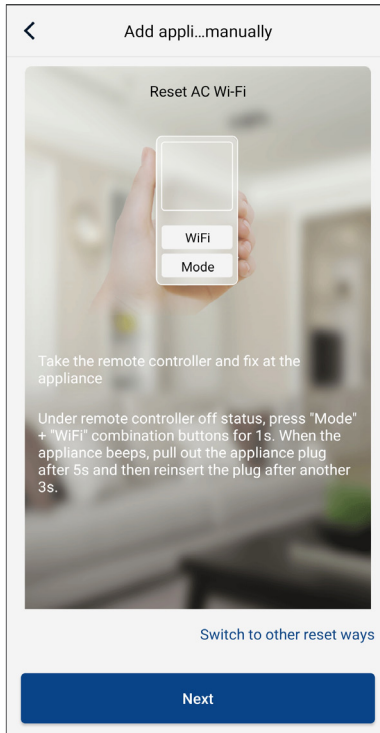 Add appli...manually
Reset AC Wi-Fi
WiFi
Mode
Take the remote controller and fix at the
appliance
Under remote controller off status, press "Mode"
+ "WiFi" combination buttons for 1s. When the
appliance beeps, pull out the appliance plug
after 5s and then reinsert the plug after another
3s.
Switch to other reset ways
Next